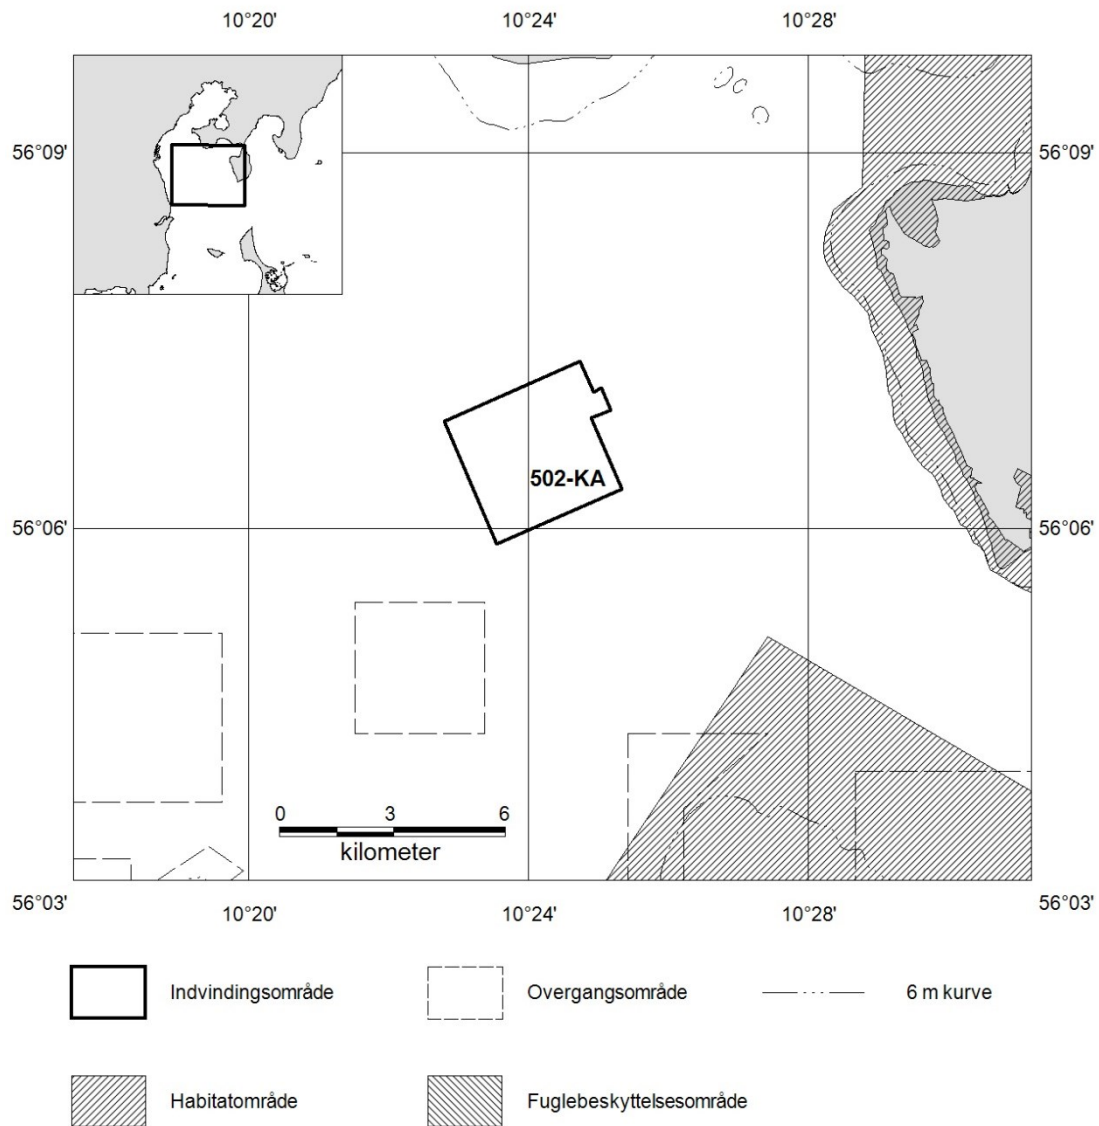 10°20' 10°24' 10°28'
56°09' 56°09'
502-KA
56°06' 56°06'
0 3 6
kilometer
56°03' 56°03'
10°20' 10°24' 10°28'
Indvindingsområde Overgangsområde 6 m kurve
Habitatområde Fuglebeskyttelsesområde